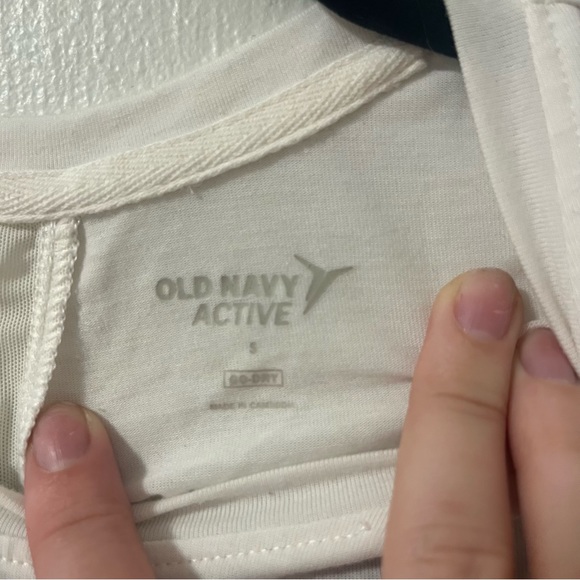 OLD NAVY
ACTIVE
S
GO-DRY
MADE IN CAMBODIA